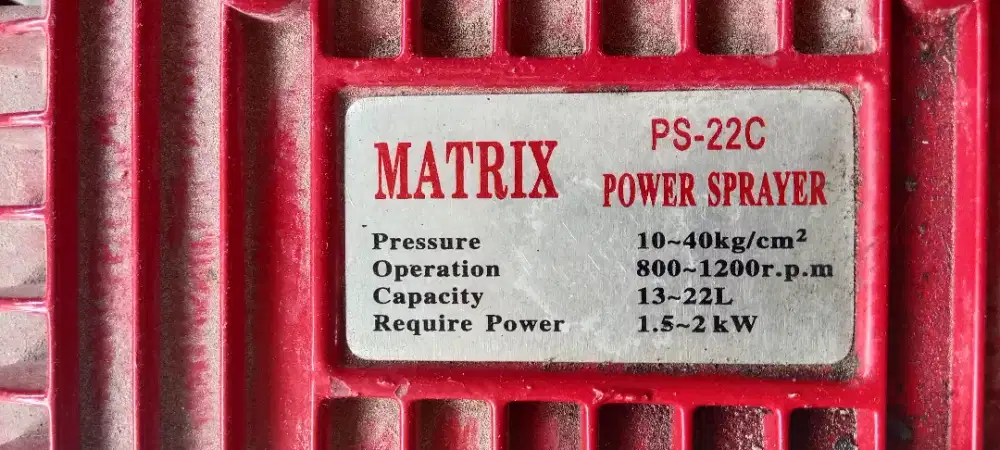 MATRIX
PS-22C
POWER SPRAYER
Pressure 10~40kg/cm²
Operation 800~1200r.p.m
Capacity 13~22L
Require Power 1.5~2 kW